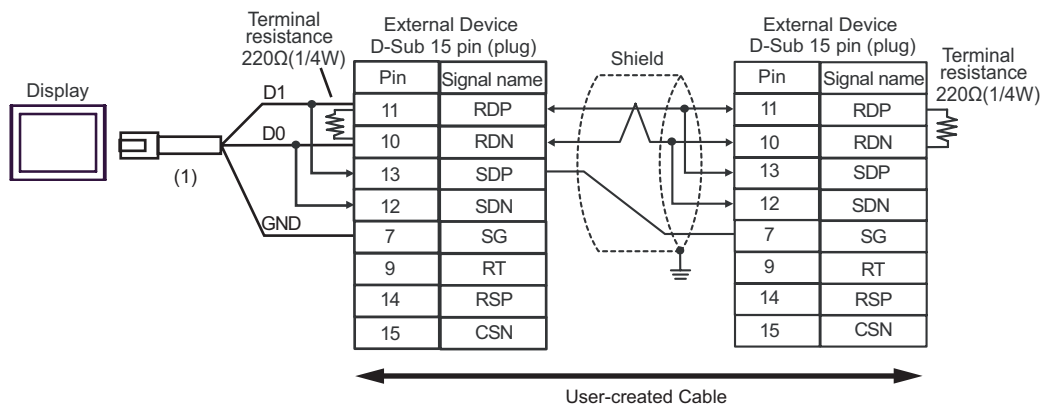 Terminal
resistance
220Ω(1/4W)
External Device
D-Sub 15 pin (plug)
Shield
External Device
D-Sub 15 pin (plug)
Terminal
resistance
220Ω(1/4W)
Display
D1
D0
GND
(1)
Pin Signal name
11 RDP
10 RDN
13 SDP
12 SDN
7 SG
9 RT
14 RSP
15 CSN
Pin Signal name
11 RDP
10 RDN
13 SDP
12 SDN
7 SG
9 RT
14 RSP
15 CSN
User-created Cable